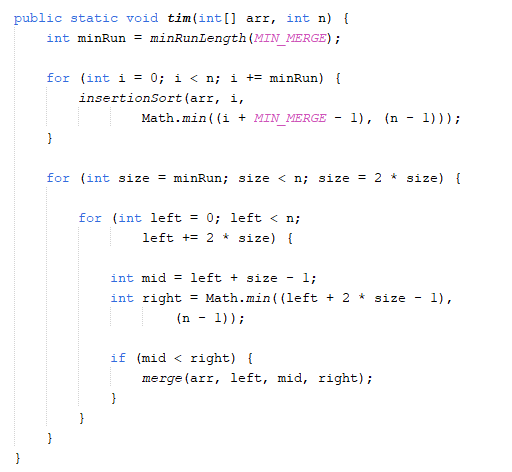 public static void tim(int[] arr, int n) {
    int minRun = minRunLength(MIN_MERGE);

    for (int i = 0; i < n; i += minRun) {
        insertionSort(arr, i,
                Math.min((i + MIN_MERGE - 1), (n - 1)));
    }

    for (int size = minRun; size < n; size = 2 * size) {

        for (int left = 0; left < n;
                left += 2 * size) {

            int mid = left + size - 1;
            int right = Math.min((left + 2 * size - 1),
                    (n - 1));

            if (mid < right) {
                merge(arr, left, mid, right);
            }
        }
    }
}